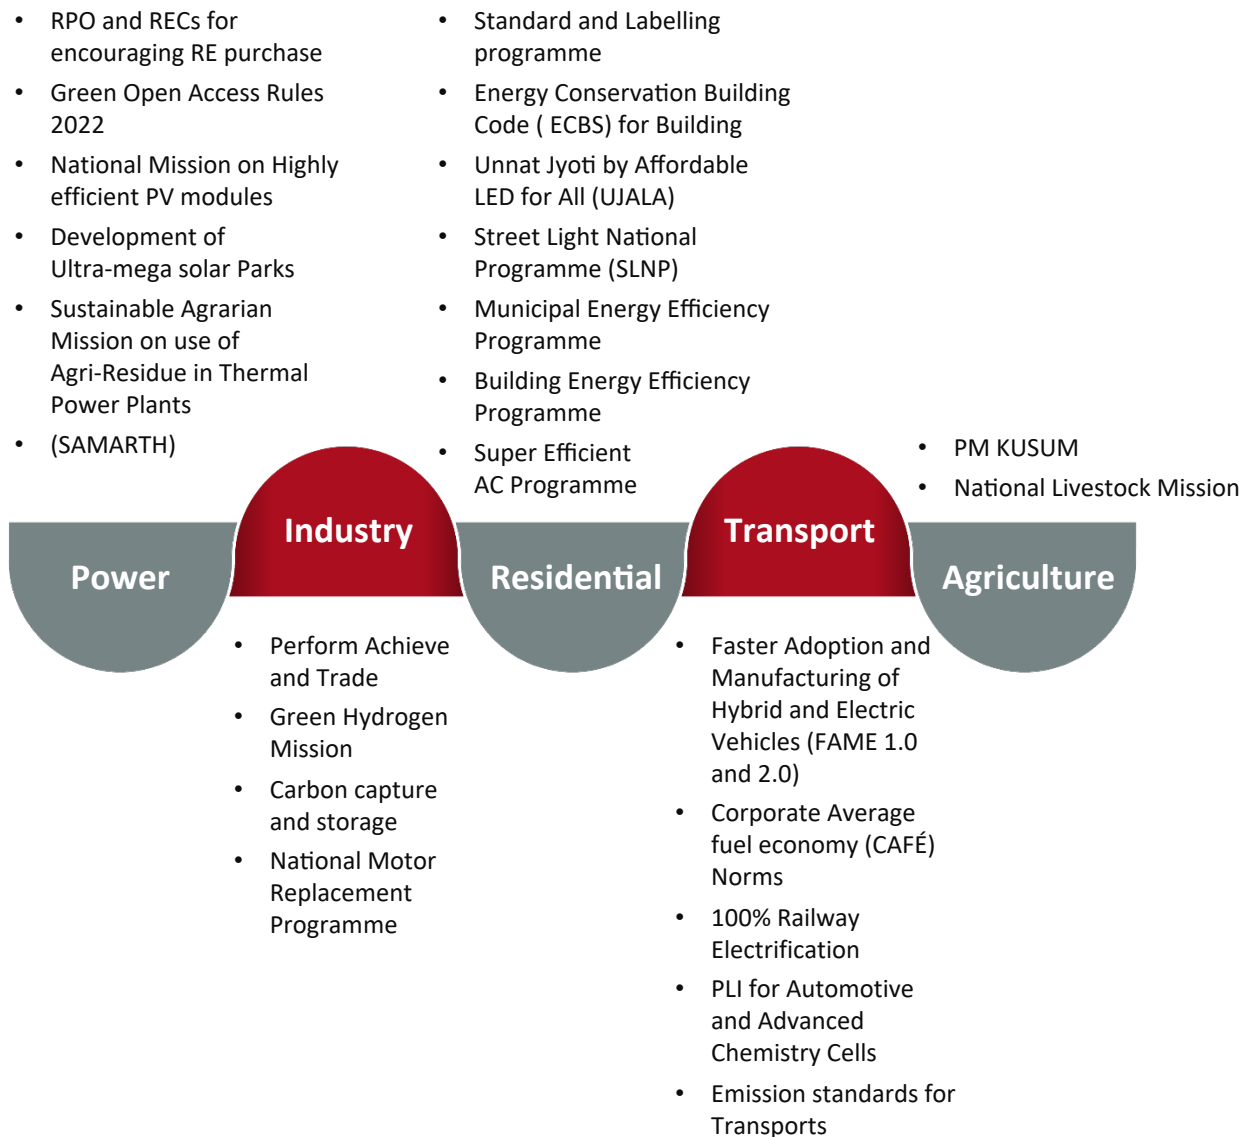 • RPO and RECs for
encouraging RE purchase
• Green Open Access Rules
2022
• National Mission on Highly
efficient PV modules
• Development of
Ultra-mega solar Parks
• Sustainable Agrarian
Mission on use of
Agri-Residue in Thermal
Power Plants
• (SAMARTH)
Power
Industry
• Perform Achieve
and Trade
• Green Hydrogen
Mission
• Carbon capture
and storage
• National Motor
Replacement
Programme
• Standard and Labelling
programme
• Energy Conservation Building
Code ( ECBS) for Building
• Unnat Jyoti by Affordable
LED for All (UJALA)
• Street Light National
Programme (SLNP)
• Municipal Energy Efficiency
Programme
• Building Energy Efficiency
Programme
• Super Efficient
AC Programme
Residential
Transport
• Faster Adoption and
Manufacturing of
Hybrid and Electric
Vehicles (FAME 1.0
and 2.0)
• Corporate Average
fuel economy (CAFÉ)
Norms
• 100% Railway
Electrification
• PLI for Automotive
and Advanced
Chemistry Cells
• Emission standards for
Transports
• PM KUSUM
• National Livestock Mission
Agriculture